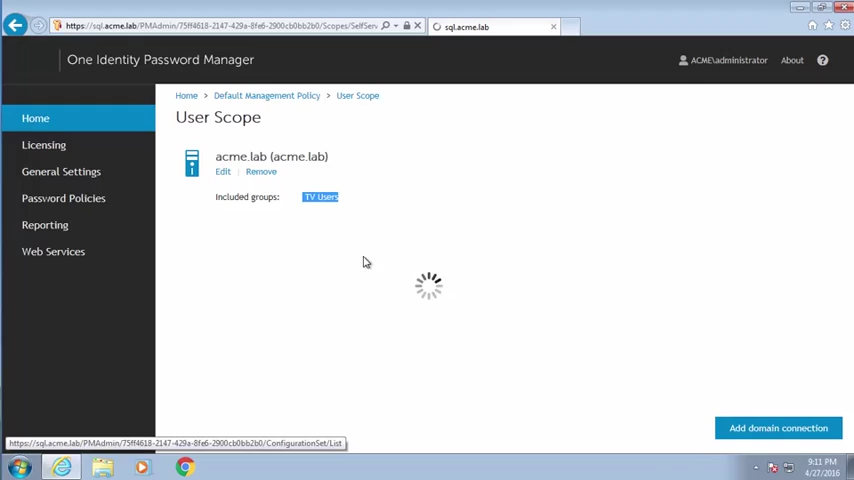 https://sql.acme.lab/PMAdmin/75ff4618-2147-429a-8fe6-2900cb0bb2b0/Scopes/SelfServ
sql.acme.lab
One Identity Password Manager
ACME\administrator
About
Home
Licensing
General Settings
Password Policies
Reporting
Web Services
Home > Default Management Policy > User Scope
User Scope
acme.lab (acme.lab)
Edit | Remove
Included groups: TV Users
Add domain connection
https://sql.acme.lab/PMAdmin/75ff4618-2147-429a-8fe6-2900cb0bb2b0/ConfigurationSet/List
9:11 PM
4/27/2016